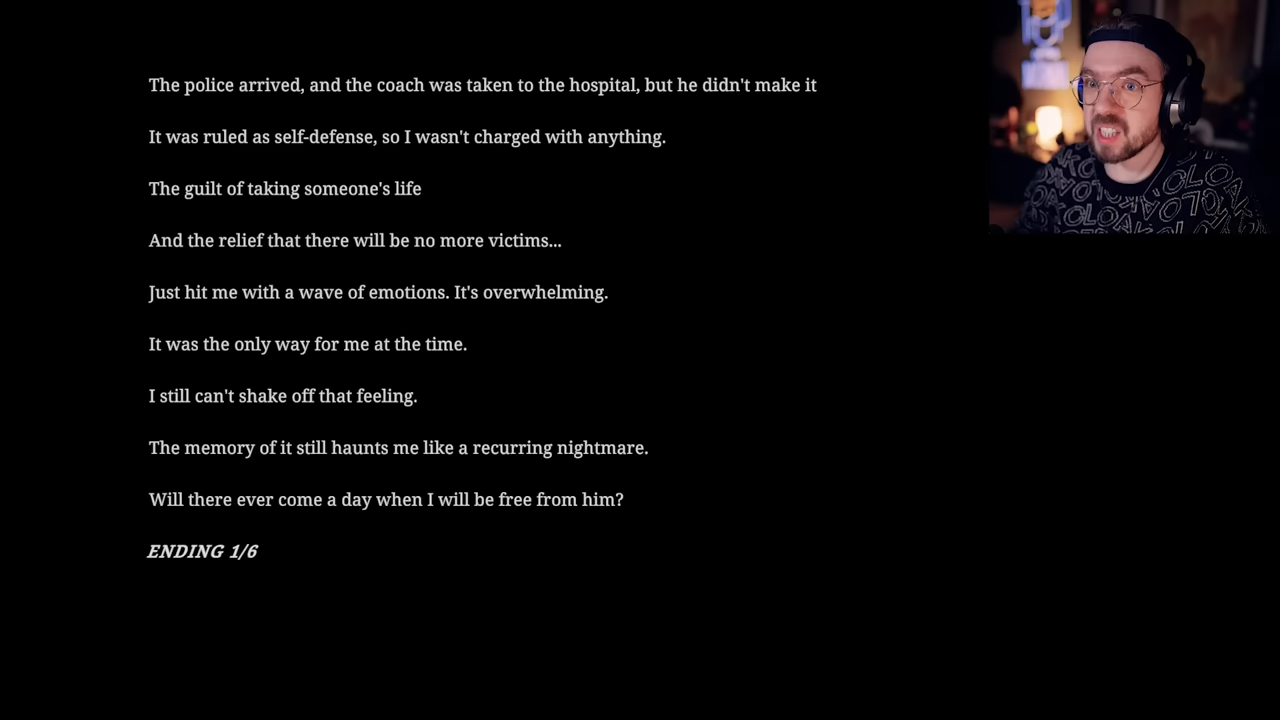 The police arrived, and the coach was taken to the hospital, but he didn't make it
It was ruled as self-defense, so I wasn't charged with anything.
The guilt of taking someone's life
And the relief that there will be no more victims...
Just hit me with a wave of emotions. It's overwhelming.
It was the only way for me at the time.
I still can't shake off that feeling.
The memory of it still haunts me like a recurring nightmare.
Will there ever come a day when I will be free from him?
ENDING 1/6